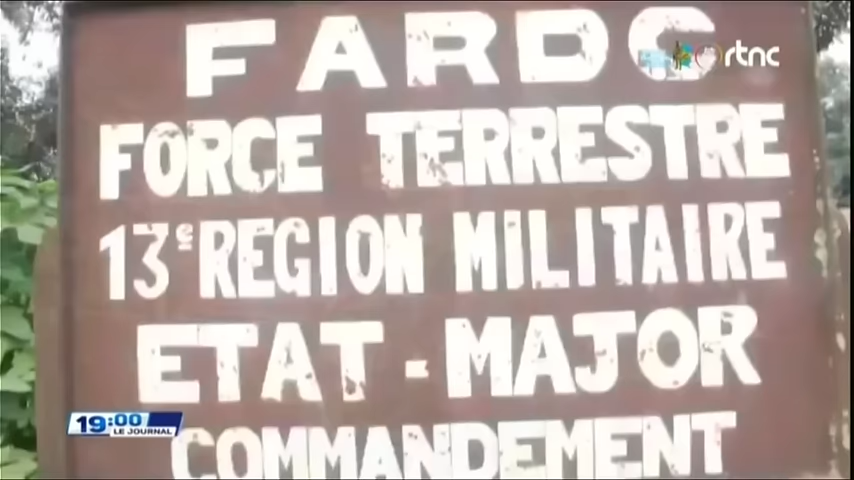 FARDC
rtnc
FORCE TERRESTRE
13e REGION MILITAIRE
ETAT-MAJOR
19:00
LE JOURNAL
COMMANDEMENT